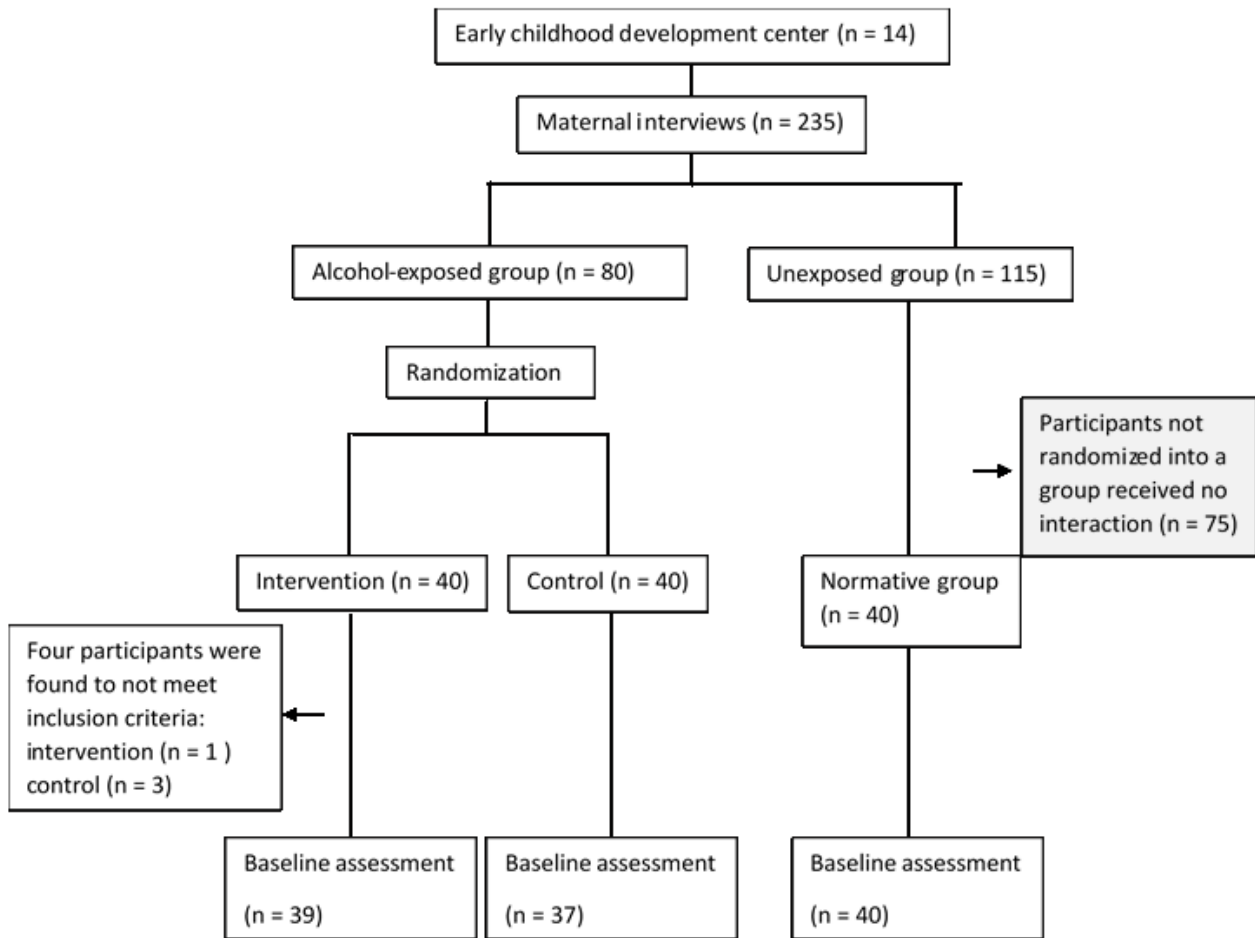 Early childhood development center (n = 14)
Maternal interviews (n = 235)
Alcohol-exposed group (n = 80)
Unexposed group (n = 115)
Randomization
Participants not
randomized into a
group received no
interaction (n = 75)
Intervention (n = 40)
Control (n = 40)
Normative group
(n = 40)
Four participants were
found to not meet
inclusion criteria:
intervention (n = 1 )
control (n = 3)
Baseline assessment
(n = 39)
Baseline assessment
(n = 37)
Baseline assessment
(n = 40)